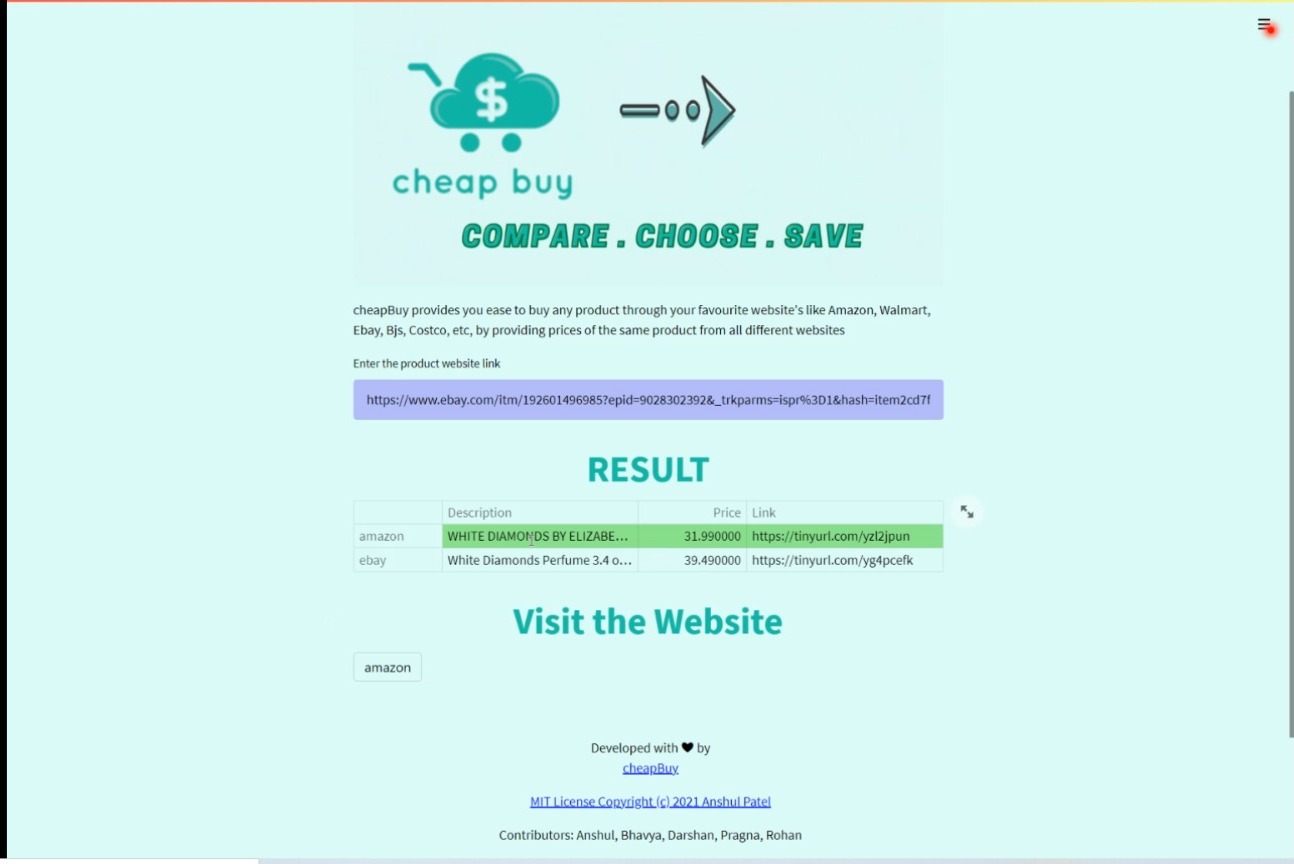 $
cheap buy
COMPARE . CHOOSE . SAVE
cheapBuy provides you ease to buy any product through your favourite website's like Amazon, Walmart,
Ebay, Bjs, Costco, etc, by providing prices of the same product from all different websites
Enter the product website link
https://www.ebay.com/itm/192601496985?epid=9028302392&_trkparms=ispr%3D1&hash=item2cd7f
RESULT
Description Price Link
amazon WHITE DIAMONDS BY ELIZABE... 31.990000 https://tinyurl.com/yzl2jpun
ebay White Diamonds Perfume 3.4 o... 39.490000 https://tinyurl.com/yg4pcefk
Visit the Website
amazon
Developed with ❤ by
cheapBuy
MIT License Copyright (c) 2021 Anshul Patel
Contributors: Anshul, Bhavya, Darshan, Pragna, Rohan